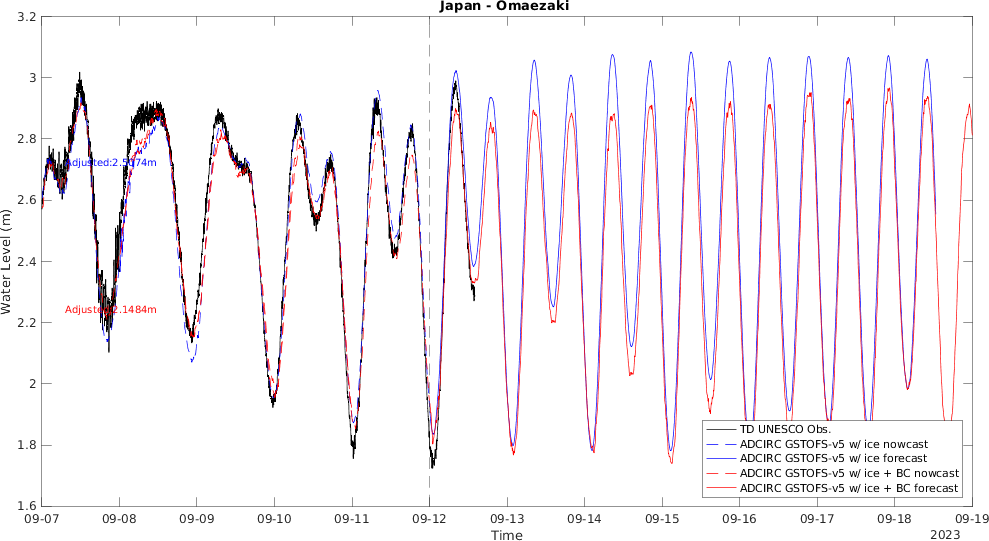 Japan - Omaezaki
3.2
3
2.8
2.6
2.4
2.2
2
1.8
1.6
Water Level (m)
Adjusted:2.5074m
Adjusted:2.1484m
TD UNESCO Obs.
ADCIRC GSTOFS-v5 w/ ice nowcast
ADCIRC GSTOFS-v5 w/ ice forecast
ADCIRC GSTOFS-v5 w/ ice + BC nowcast
ADCIRC GSTOFS-v5 w/ ice + BC forecast
09-07 09-08 09-09 09-10 09-11 09-12 09-13 09-14 09-15 09-16 09-17 09-18 09-19
Time
2023